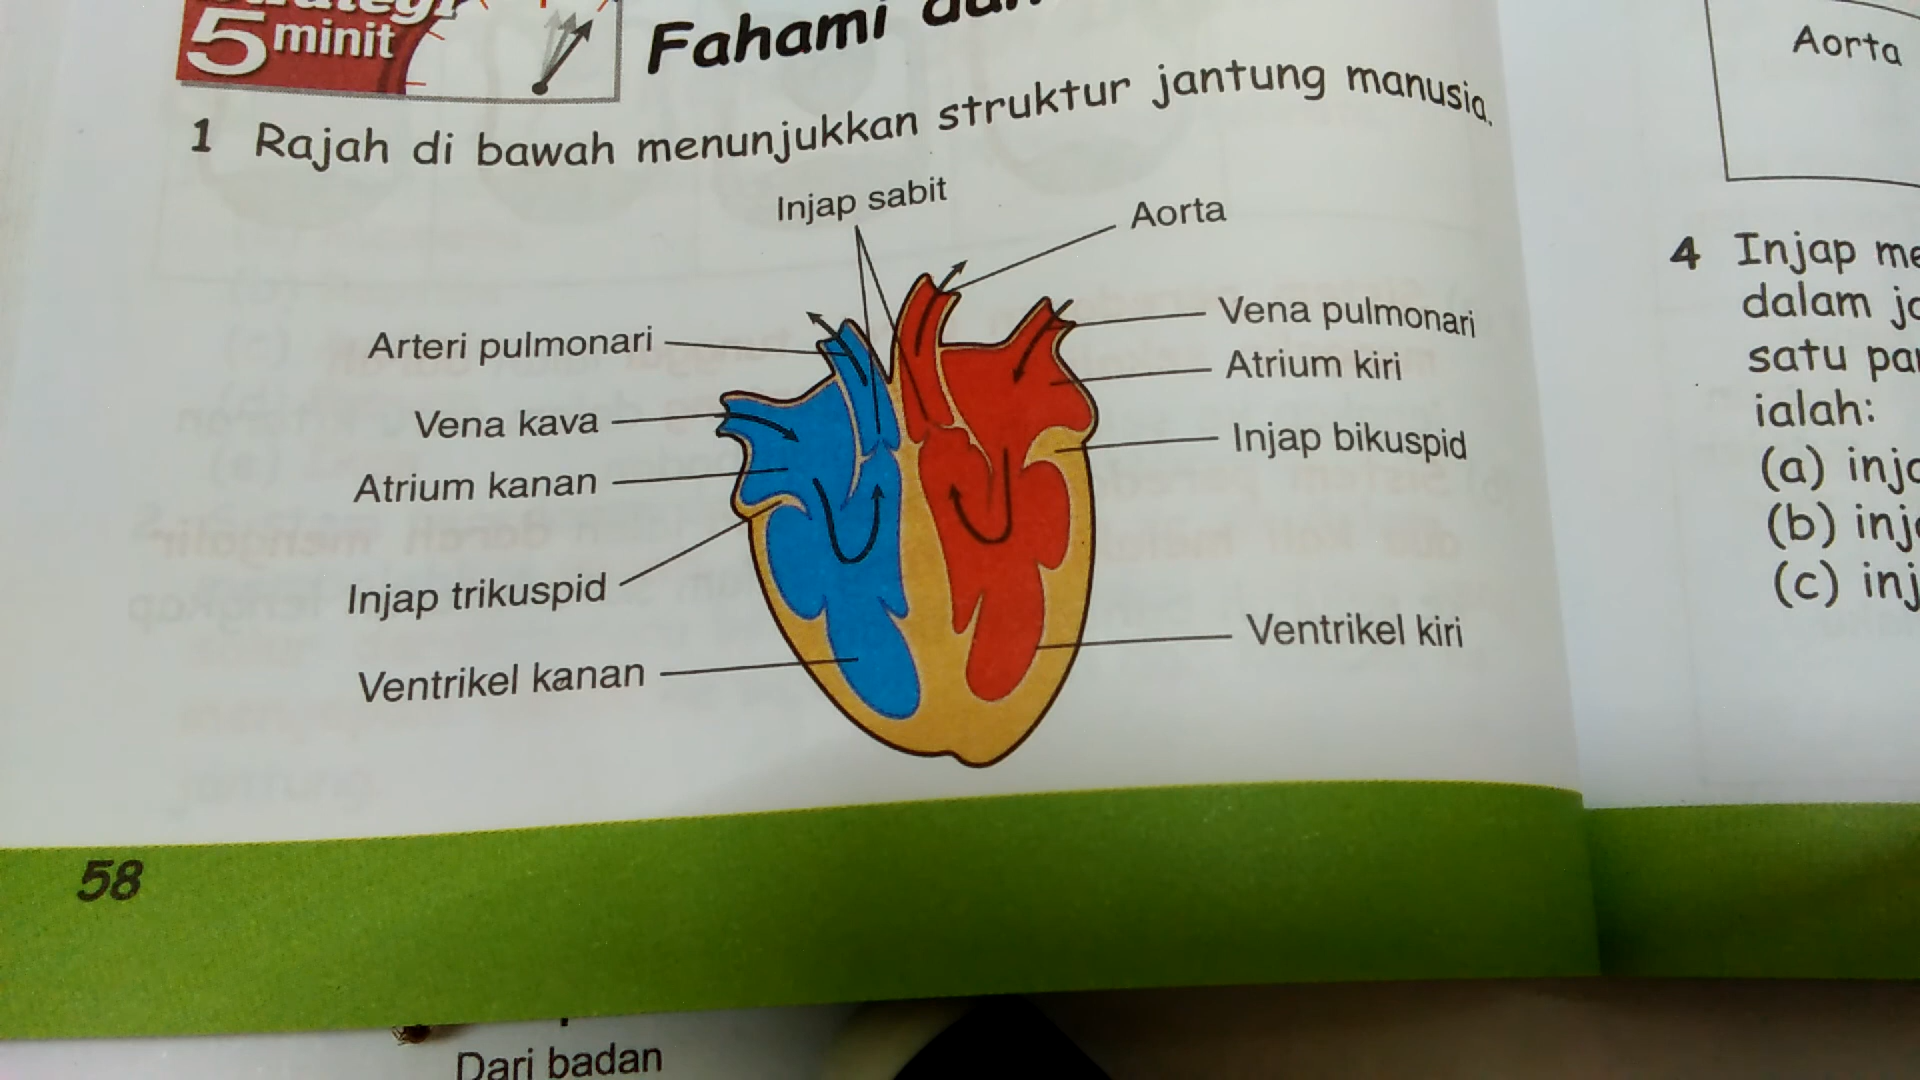 5 minit
Fahami
1 Rajah di bawah menunjukkan struktur jantung manusia.
Injap sabit
Aorta
Arteri pulmonari
Vena pulmonari
Vena kava
Atrium kiri
Atrium kanan
Injap bikuspid
Injap trikuspid
Ventrikel kiri
Ventrikel kanan
58
Dari badan
Aorta
4 Injap
dalam
satu
ialah:
(a)
(b)
(c)